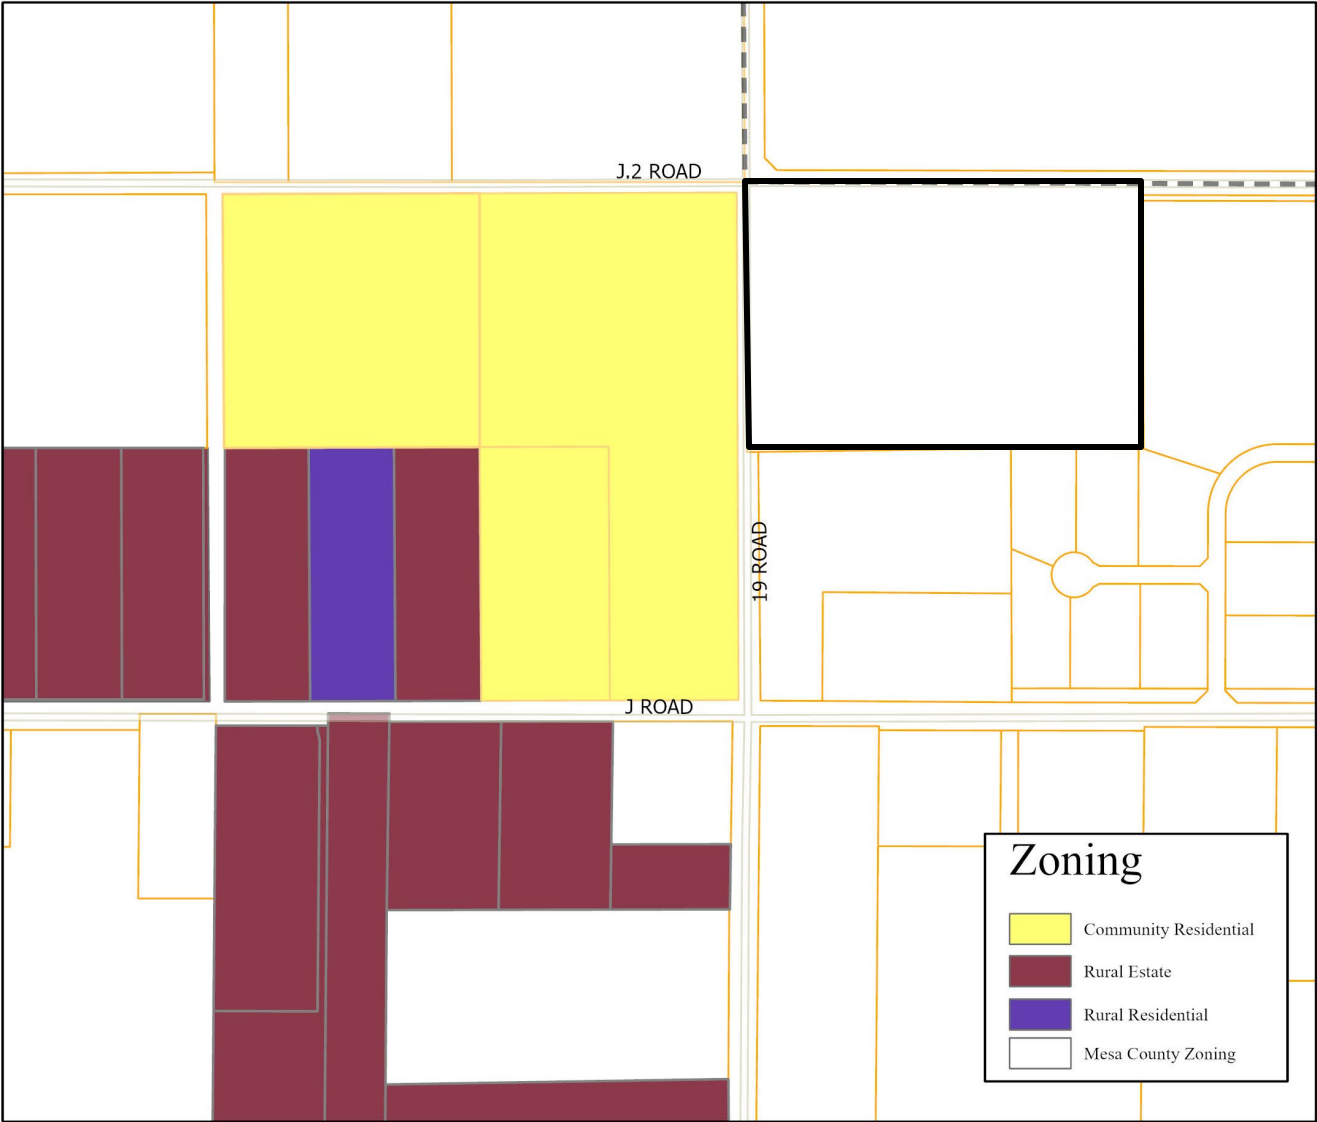 J.2 ROAD
19 ROAD
J ROAD
Zoning
Community Residential
Rural Estate
Rural Residential
Mesa County Zoning